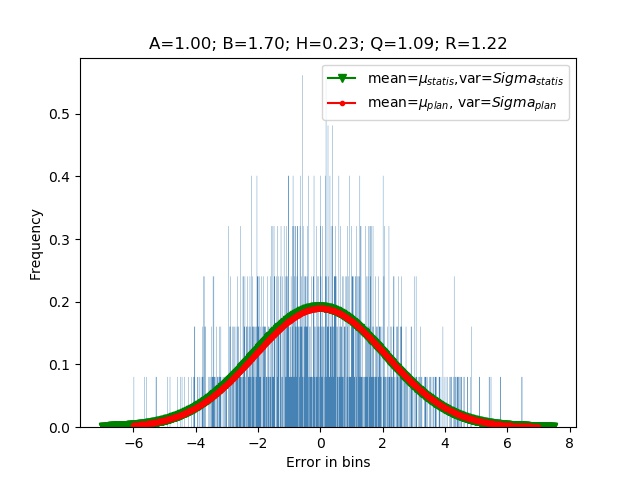 A=1.00; B=1.70; H=0.23; Q=1.09; R=1.22
mean=μstatis,var=Sigmastatis
mean=μplan, var=Sigmaplan
Frequency
0.5
0.4
0.3
0.2
0.1
0.0
−6 −4 −2 0 2 4 6 8
Error in bins